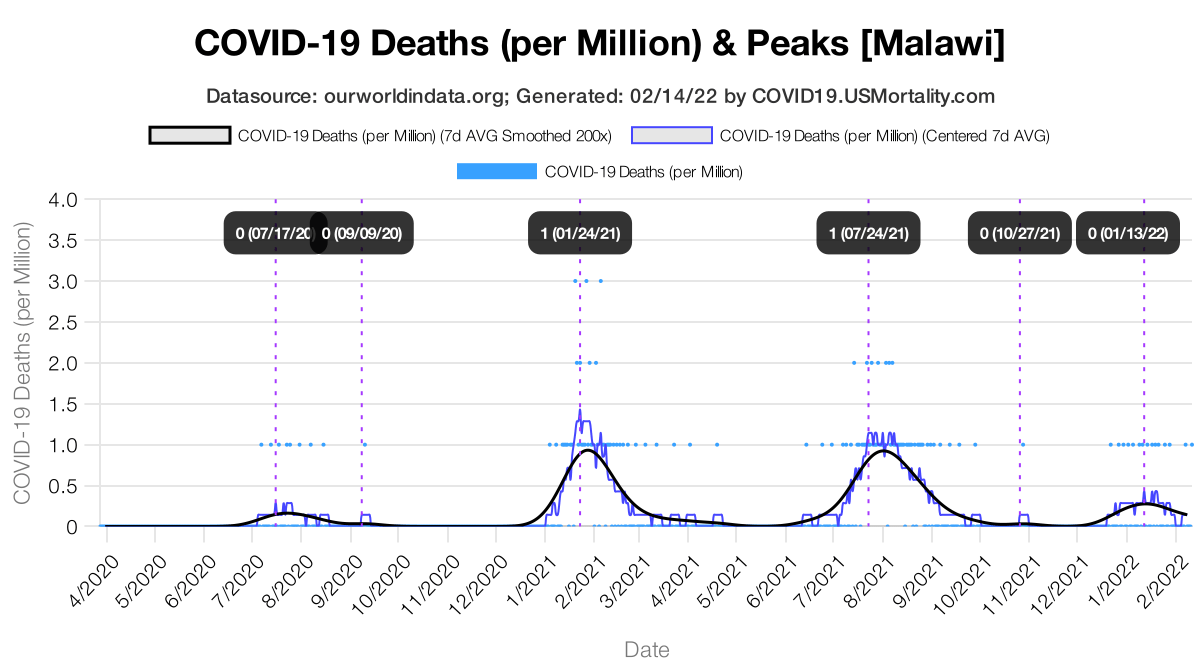 COVID-19 Deaths (per Million) & Peaks [Malawi]
Datasource: ourworldindata.org; Generated: 02/14/22 by COVID19.USMortality.com
COVID-19 Deaths (per Million) (7d AVG Smoothed 200x) COVID-19 Deaths (per Million) (Centered 7d AVG)
COVID-19 Deaths (per Million)
COVID-19 Deaths (per Million)
4.0
3.5
3.0
2.5
2.0
1.5
1.0
0.5
0
0 (07/17/20) 0 (09/09/20) 1 (01/24/21) 1 (07/24/21) 0 (10/27/21) 0 (01/13/22)
4/2020 5/2020 6/2020 7/2020 8/2020 9/2020 10/2020 11/2020 12/2020 1/2021 2/2021 3/2021 4/2021 5/2021 6/2021 7/2021 8/2021 9/2021 10/2021 11/2021 12/2021 1/2022 2/2022
Date